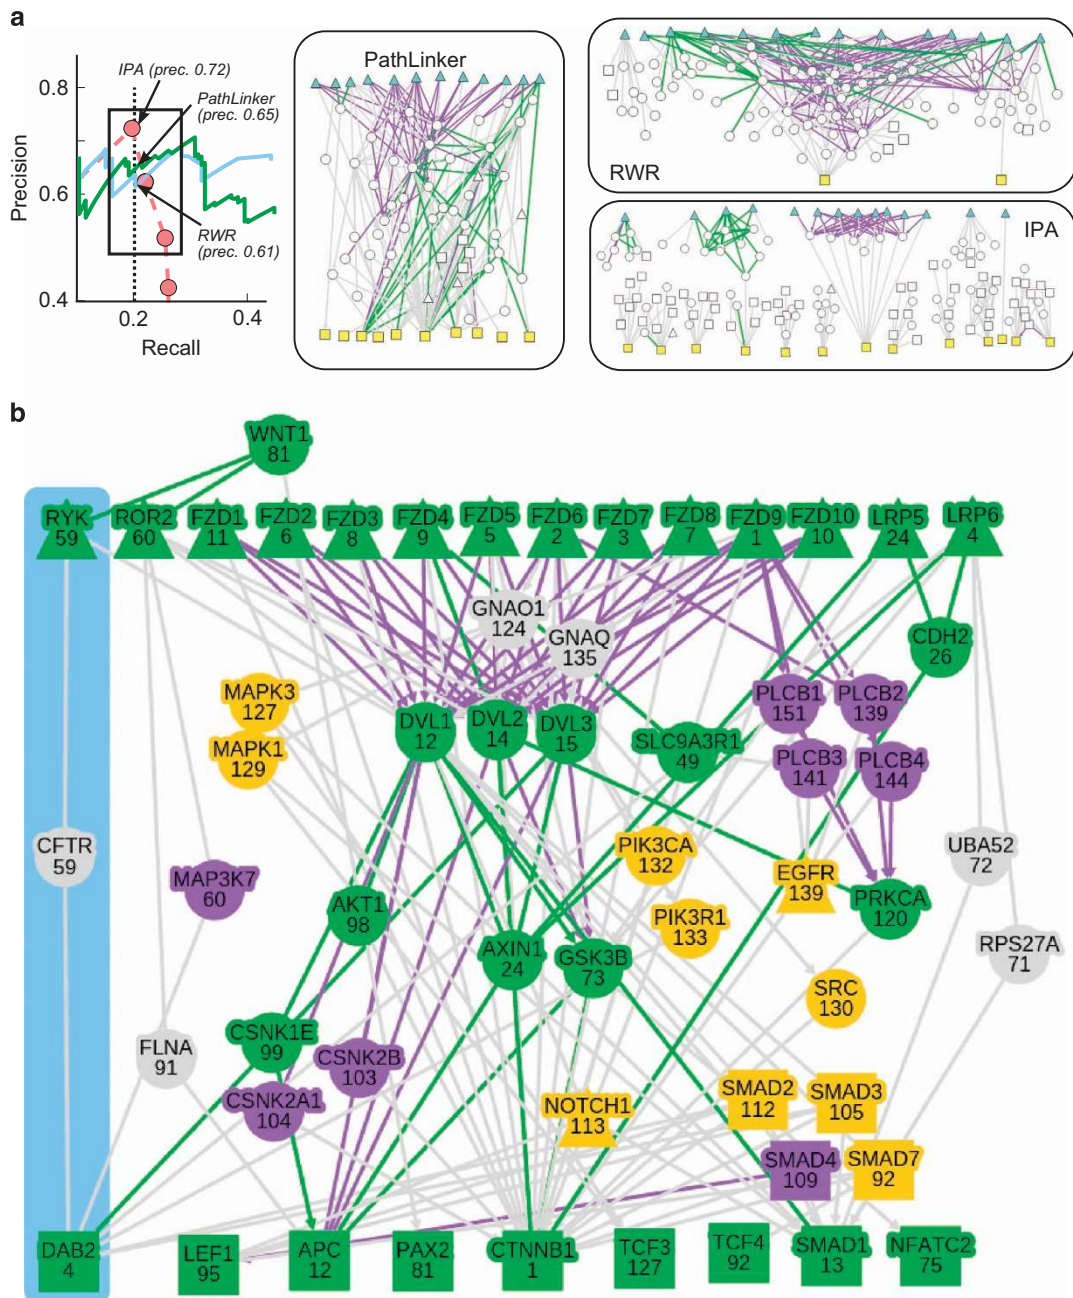 a
0.8
0.6
0.4
0.2
0.4
Precision
Recall
IPA (prec. 0.72)
PathLinker
(prec. 0.65)
RWR
(prec. 0.61)
PathLinker
RWR
IPA
b
WNT1
81
RYK
59
ROR2
60
FZD1
11
FZD2
6
FZD3
8
FZD4
9
FZD5
5
FZD6
2
FZD7
3
FZD8
7
FZD9
1
FZD10
10
LRP5
24
LRP6
4
GNAO1
124
GNAQ
135
CDH2
26
MAPK3
127
MAPK1
129
DVL1
12
DVL2
14
DVL3
15
SLC9A3R1
49
PLCB1
151
PLCB2
139
PLCB3
141
PLCB4
144
CFTR
59
MAP3K7
60
AKT1
98
PIK3CA
132
PIK3R1
133
EGFR
139
PRKCA
120
UBA52
72
RPS27A
71
AXIN1
24
GSK3B
73
SRC
130
FLNA
91
CSNK1E
99
CSNK2B
103
CSNK2A1
104
NOTCH1
113
SMAD2
112
SMAD3
105
SMAD4
109
SMAD7
92
DAB2
4
LEF1
95
APC
12
PAX2
81
CTNNB1
1
TCF3
127
TCF4
92
SMAD1
13
NFATC2
75